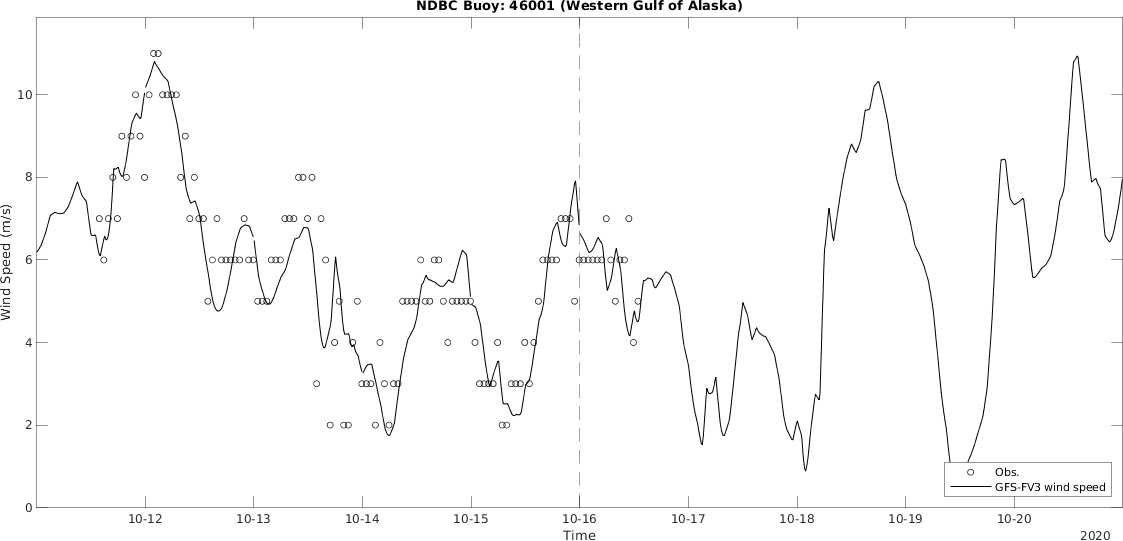 NDBC Buoy: 46001 (Western Gulf of Alaska)
Wind Speed (m/s)
10
8
6
4
2
0
Obs.
GFS-FV3 wind speed
10-12 10-13 10-14 10-15 10-16 10-17 10-18 10-19 10-20
Time
2020